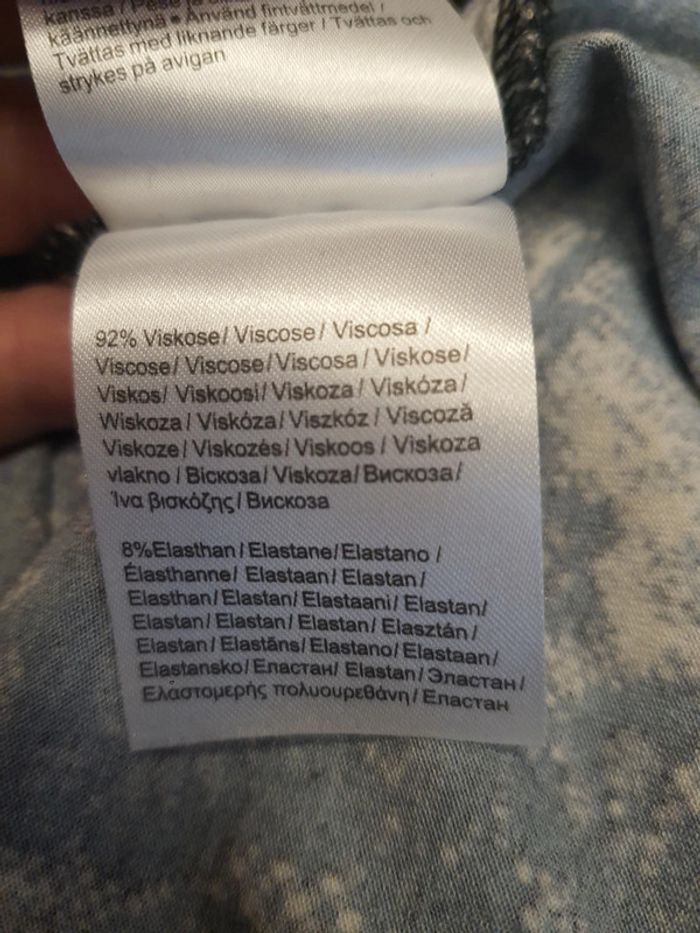 kanssa / Pese
käännettynä • Använd fintvättmedel /
Tvättas med liknande färger / Tvättas och
strykes på avigan
92% Viskose/ Viscose/ Viscosa /
Viscose/ Viscose/Viscosa / Viskose/
Viskos/ Viskoosi/ Viskoza/ Viskóza/
Wiskoza / Viskóza/ Viszkóz / Viscoză
Viskoze/ Viskozés/ Viskoos / Viskoza
vlakno / Віскоза/ Viskoza/ Вискоза/
Ίνα βισκόζης/ Вискоза
8%Elasthan / Elastane/ Elastano /
Élasthanne/ Elastaan/ Elastan /
Elasthan/ Elastan/ Elastaani/ Elastan/
Elastan/ Elastan/ Elastan/ Elasztán /
Elastan/ Elastāns/ Elastano/ Elastaan/
Elastansko/ Еластан/ Elastan / Эластан/
Ελάστομερής πολυουρεθάνη/ Еластан